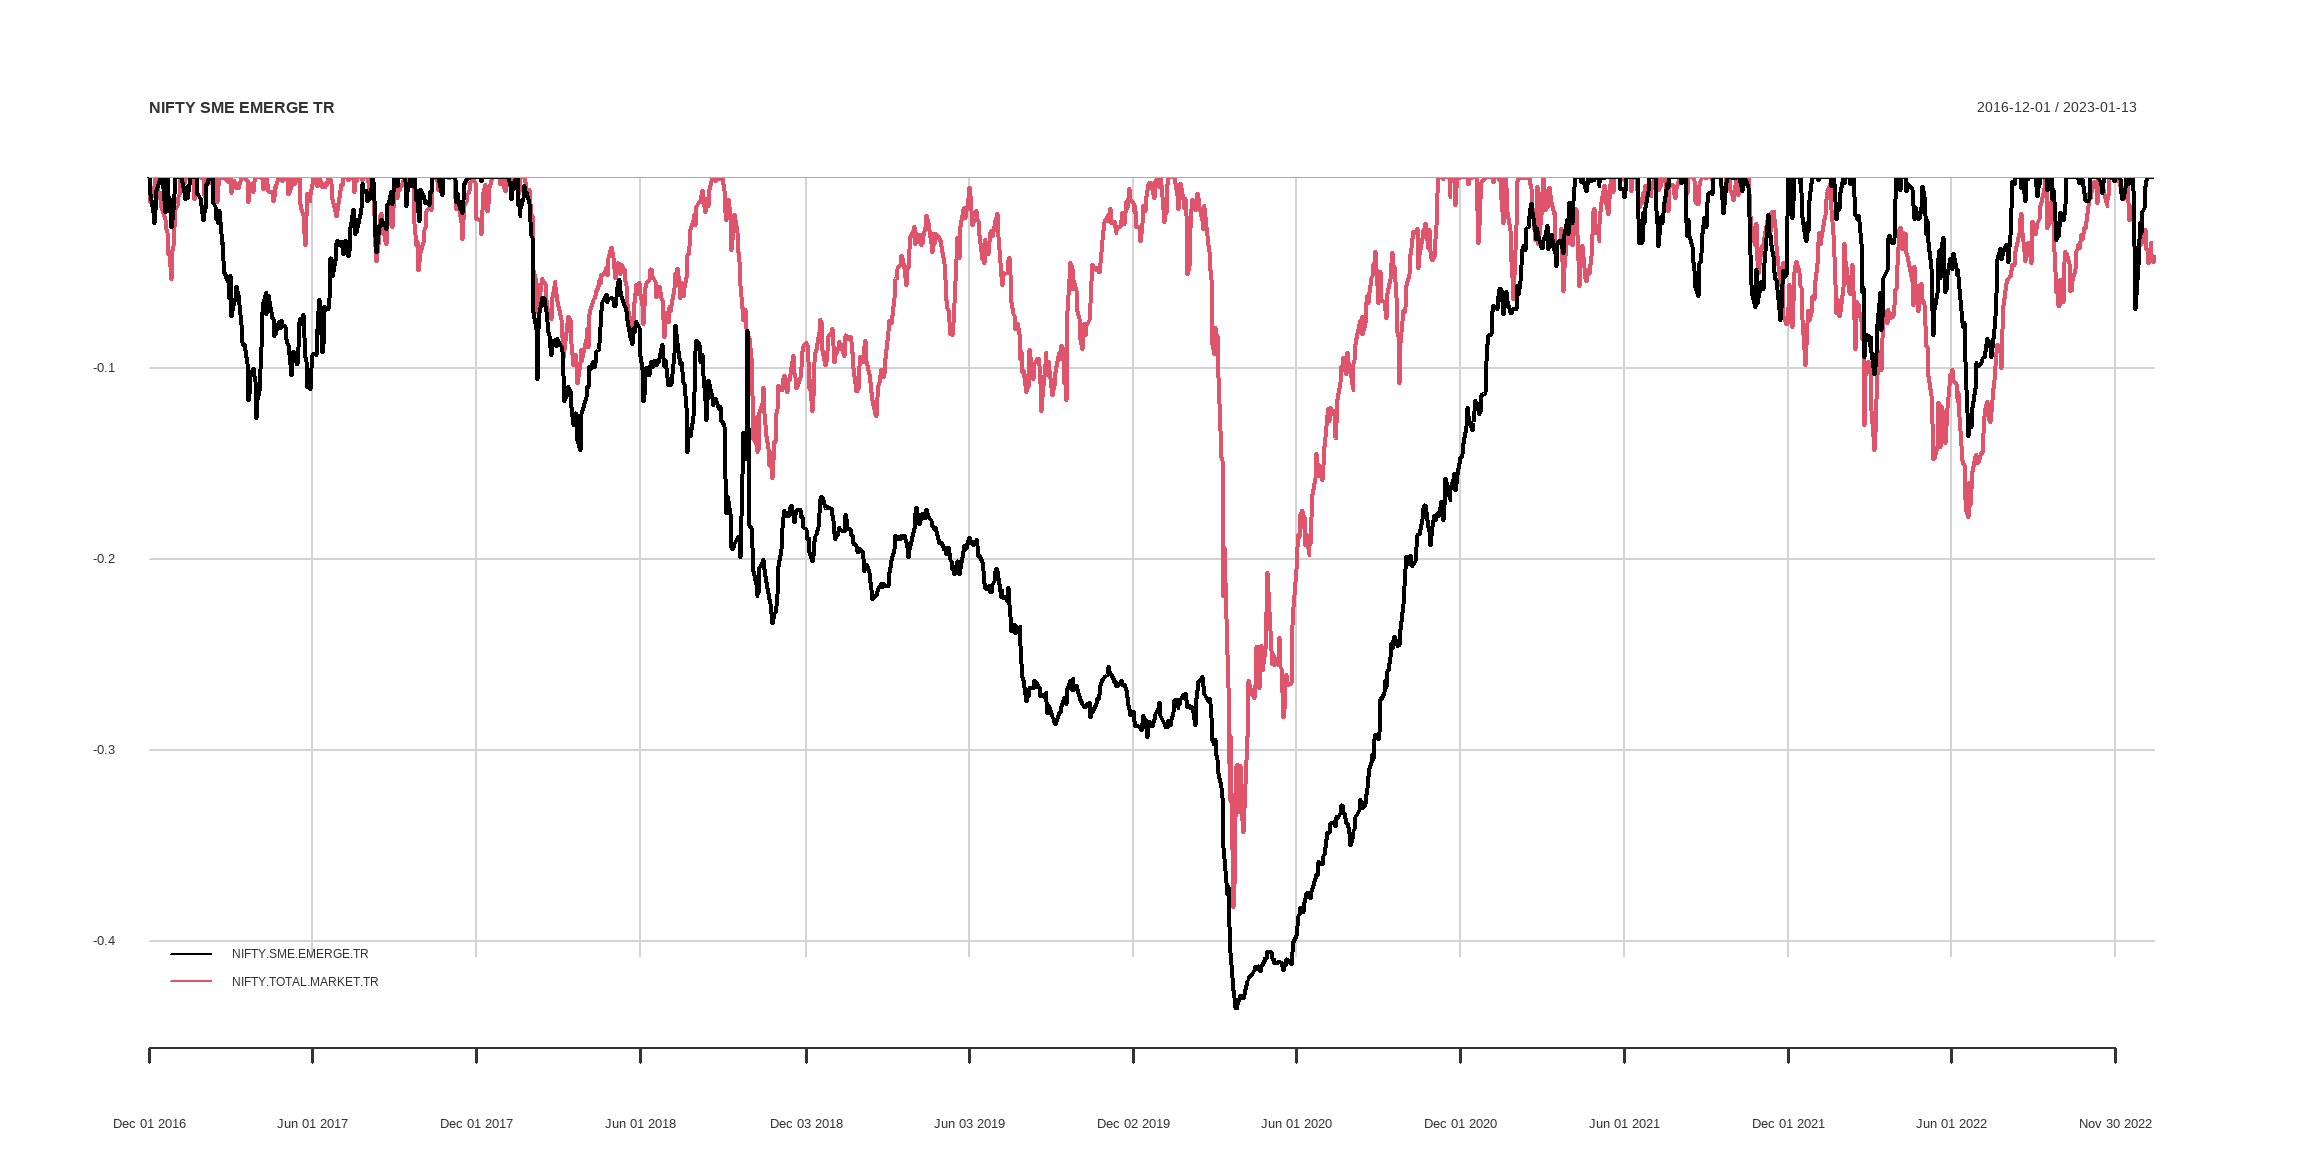 NIFTY SME EMERGE TR
2016-12-01 / 2023-01-13
-0.1
-0.2
-0.3
-0.4
NIFTY.SME.EMERGE.TR
NIFTY.TOTAL.MARKET.TR
Dec 01 2016
Jun 01 2017
Dec 01 2017
Jun 01 2018
Dec 03 2018
Jun 03 2019
Dec 02 2019
Jun 01 2020
Dec 01 2020
Jun 01 2021
Dec 01 2021
Jun 01 2022
Nov 30 2022